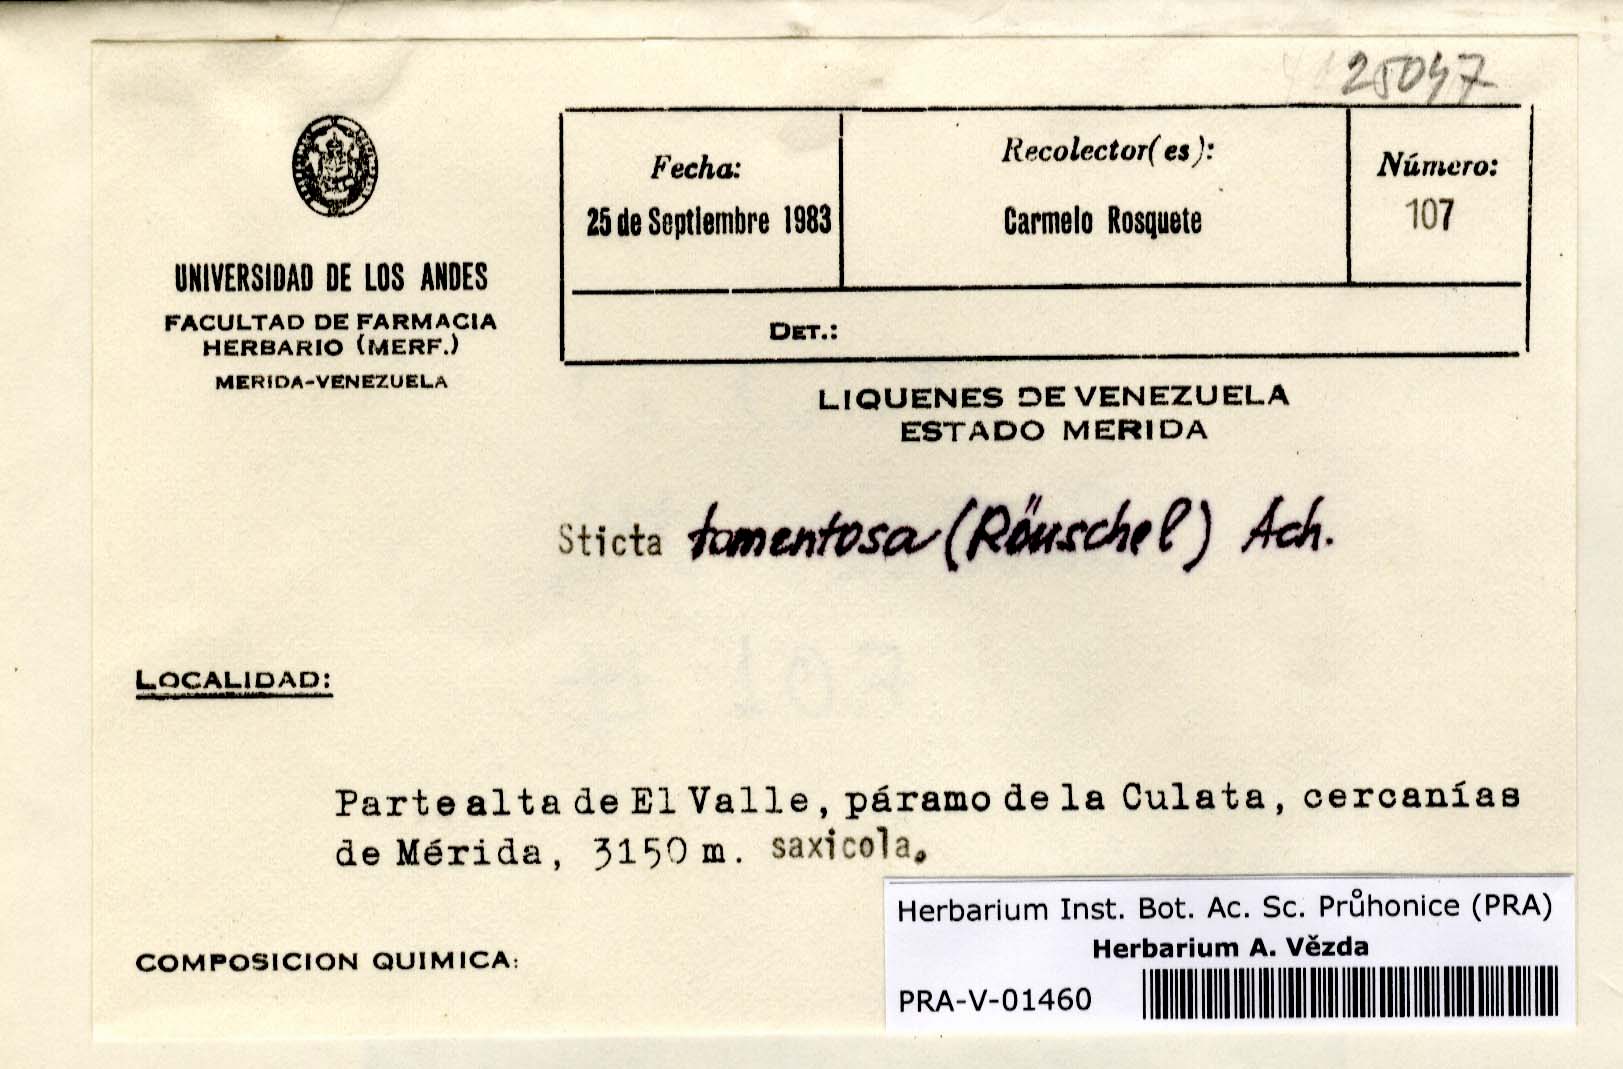 25047
Fecha:
25 de Septiembre 1983
Recolector(es):
Carmelo Rosquete
Número:
107
DET.:
UNIVERSIDAD DE LOS ANDES
FACULTAD DE FARMACIA
HERBARIO (MERF.)
MERIDA-VENEZUELA
LIQUENES DE VENEZUELA
ESTADO MERIDA
Sticta tomentosa (Röuschel) Ach.
LOCALIDAD:
Parte alta de El Valle, páramo de la Culata, cercanías
de Mérida, 3150 m. saxicola.
COMPOSICION QUIMICA:
Herbarium Inst. Bot. Ac. Sc. Průhonice (PRA)
Herbarium A. Vězda
PRA-V-01460